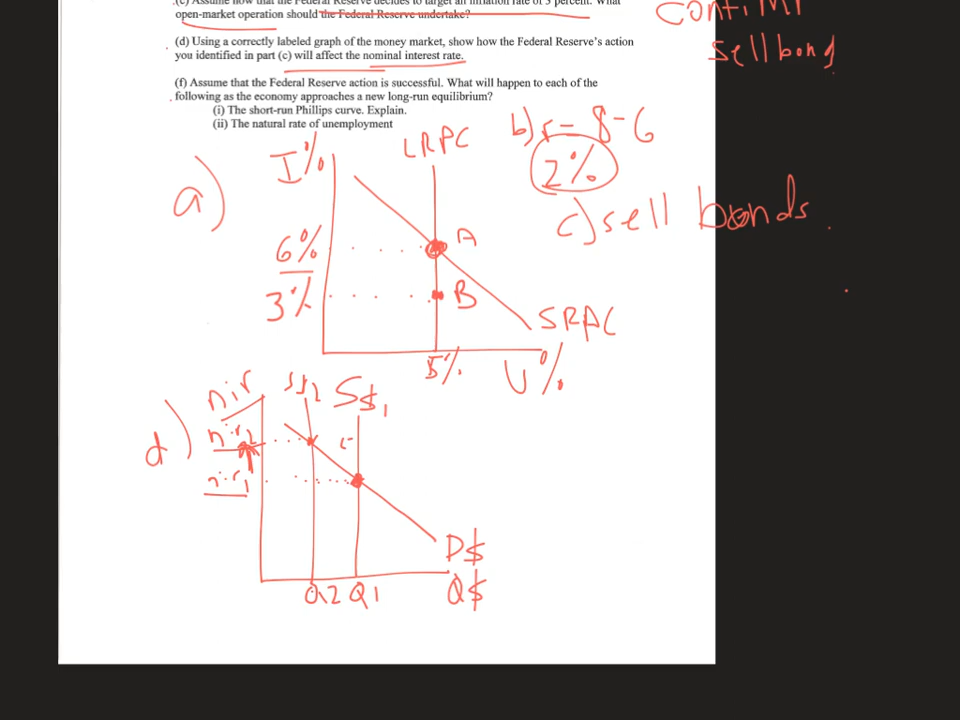 (c) Assume now that the Federal Reserve decides to target an inflation rate of 3 percent. What
open-market operation should the Federal Reserve undertake?
(d) Using a correctly labeled graph of the money market, show how the Federal Reserve's action
you identified in part (c) will affect the nominal interest rate.
(f) Assume that the Federal Reserve action is successful. What will happen to each of the
following as the economy approaches a new long-run equilibrium?
(i) The short-run Phillips curve. Explain.
(ii) The natural rate of unemployment
sell bond
b) r = 8-6
2%
c) sell bonds
a)
I%
LRPC
6%
A
3%
B
SRPC
5%
U%
d)
nir
S$2
S$1
nir2
nir1
D$
Q2 Q1
Q$